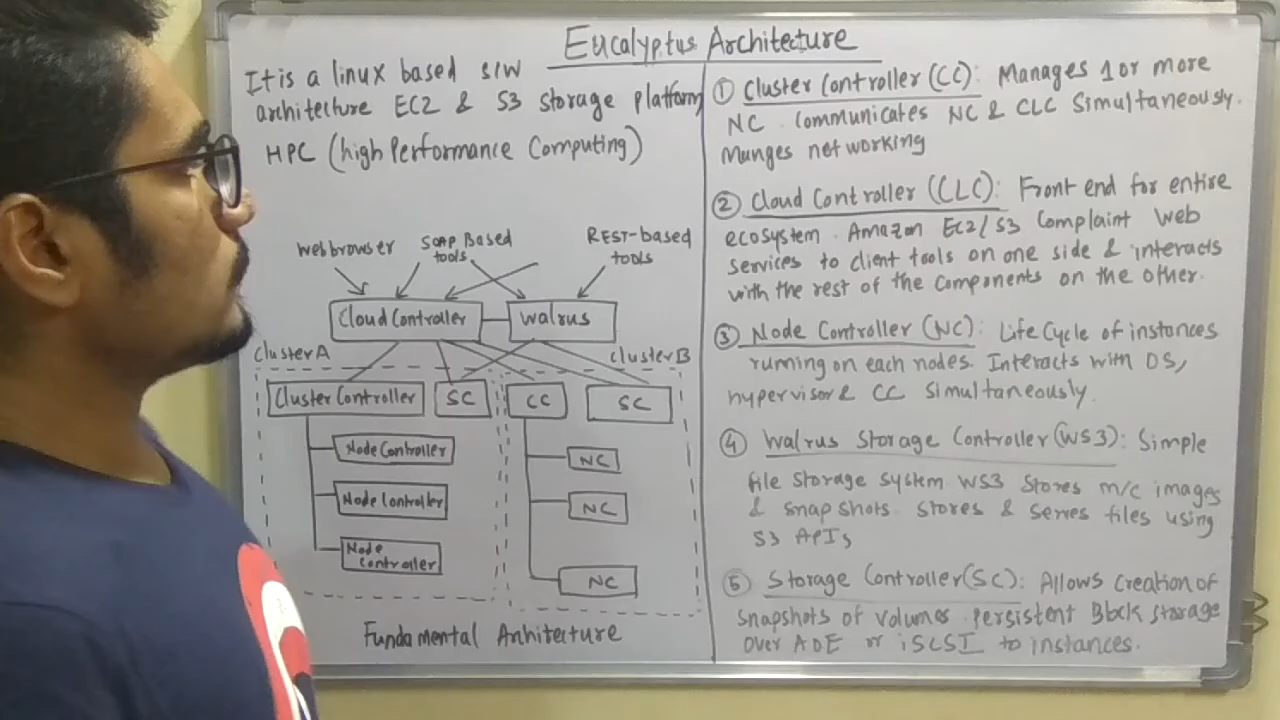 Eucalyptus Architecture
It is a linux based s/w
architecture EC2 & S3 storage platform
HPC (high Performance Computing)
webbrowser
SOAP Based
tools
REST-based
tools
Cloud Controller
walrus
Cluster A
cluster B
Cluster Controller
SC
CC
SC
Node Controller
Node Controller
Node
Controller
NC
NC
NC
Fundamental Arhitecture
① Cluster Controller (CC): Manages 1 or more
NC. Communicates NC & CLC Simultaneously.
Manges networking
② Cloud Controller (CLC): Front end for entire
ecosystem. Amazon Ec2/S3 Complaint web
services to client tools on one side & interacts
with the rest of the Components on the other.
③ Node Controller (NC): Life Cycle of instances
running on each nodes. Interacts with OS,
hypervisor & CC Simultaneously.
④ Walrus Storage Controller (WS3): Simple
file storage system. WS3 stores m/c images
& snapshots. Stores & serves files using
S3 APIs
⑤ Storage Controller (SC): Allows Creation of
snapshots of volumes. Persistent Block storage
Over AOE or iSCSI to instances.